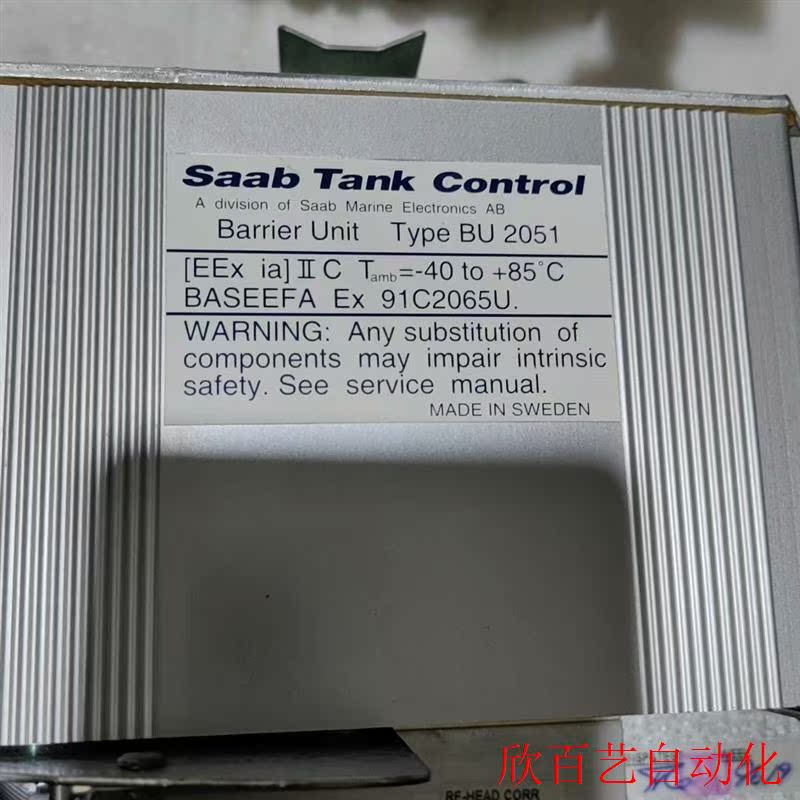 Saab Tank Control
A division of Saab Marine Electronics AB
Barrier Unit Type BU 2051
[EEx ia] II C Tamb=-40 to +85°C
BASEEFA Ex 91C2065U.
WARNING: Any substitution of
components may impair intrinsic
safety. See service manual.
MADE IN SWEDEN
欣百艺自动化
RF-HEAD CORR